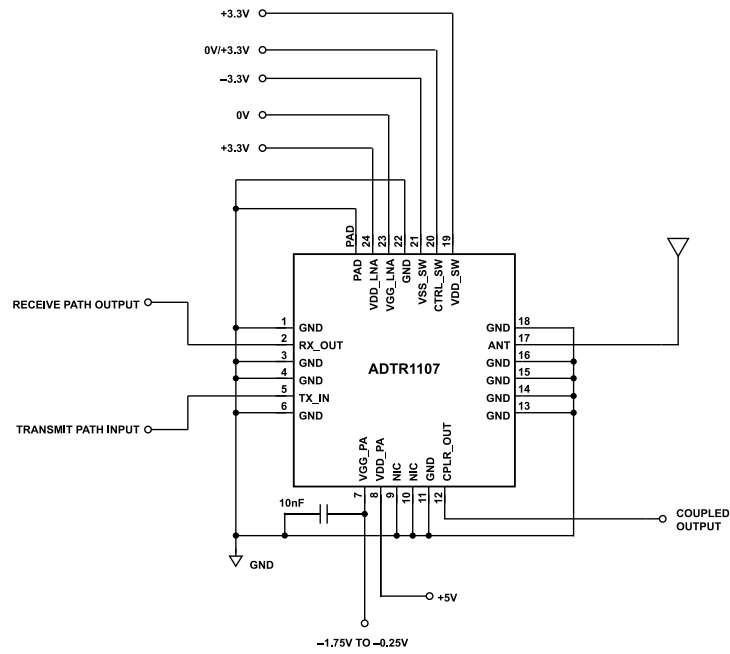 +3.3V
0V/+3.3V
–3.3V
0V
+3.3V
PAD
24
23
22
21
20
19
PAD
VDD_LNA
VGG_LNA
GND
VSS_SW
CTRL_SW
VDD_SW
RECEIVE PATH OUTPUT
TRANSMIT PATH INPUT
1
GND
2
RX_OUT
3
GND
4
GND
5
TX_IN
6
GND
ADTR1107
GND
18
ANT
17
GND
16
GND
15
GND
14
GND
13
VGG_PA
VDD_PA
NIC
NIC
GND
CPLR_OUT
7
8
9
10
11
12
10nF
COUPLED
OUTPUT
GND
+5V
–1.75V TO –0.25V